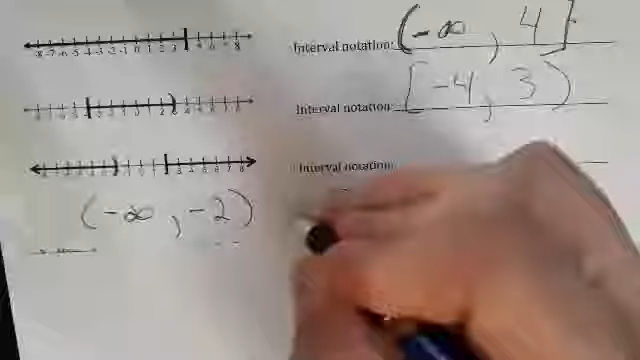 -8 -7 -6 -5 -4 -3 -2 -1 0 1 2 3 4 5 6 7 8 Interval notation: (-∞, 4]
Interval notation: [-4, 3)
Interval notation:
(-∞, -2)